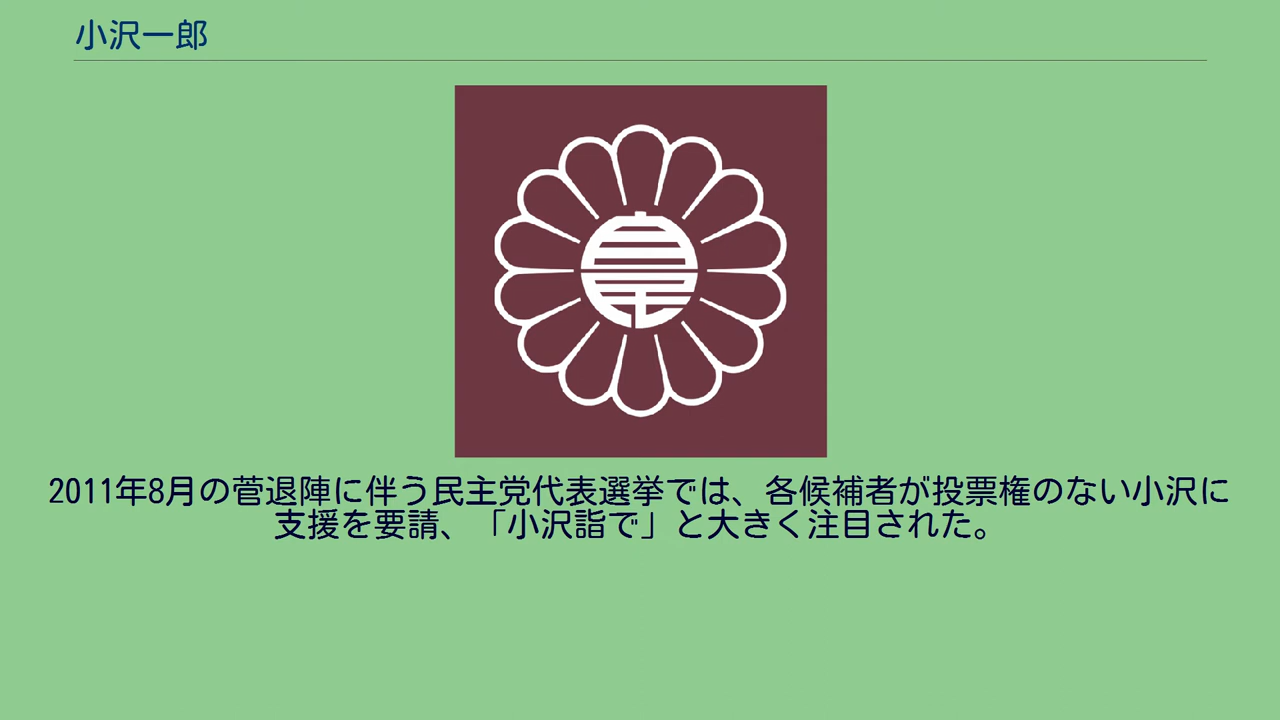 小沢一郎
2011年8月の菅退陣に伴う民主党代表選挙では、各候補者が投票権のない小沢に
支援を要請、「小沢詣で」と大きく注目された。